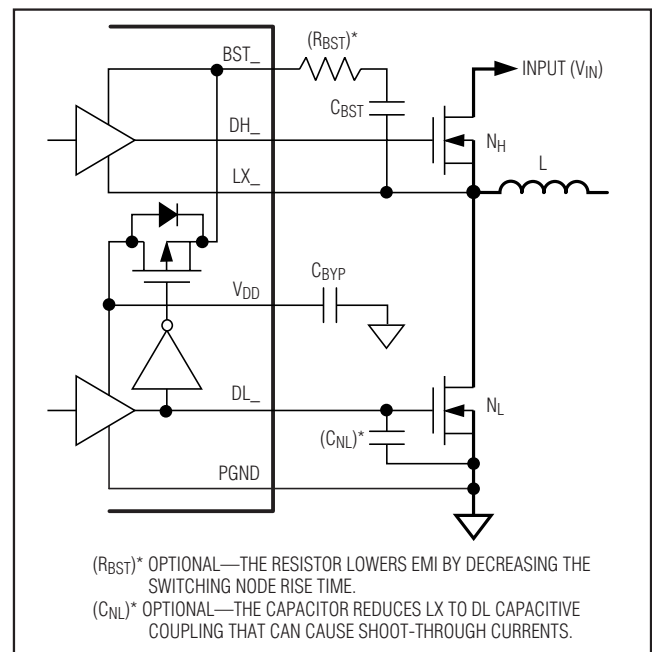 (RBST)*
BST_
INPUT (VIN)
CBST
DH_
NH
L
LX_
CBYP
VDD
DL_
NL
(CNL)*
PGND
(RBST)* OPTIONAL—THE RESISTOR LOWERS EMI BY DECREASING THE
SWITCHING NODE RISE TIME.
(CNL)* OPTIONAL—THE CAPACITOR REDUCES LX TO DL CAPACITIVE
COUPLING THAT CAN CAUSE SHOOT-THROUGH CURRENTS.